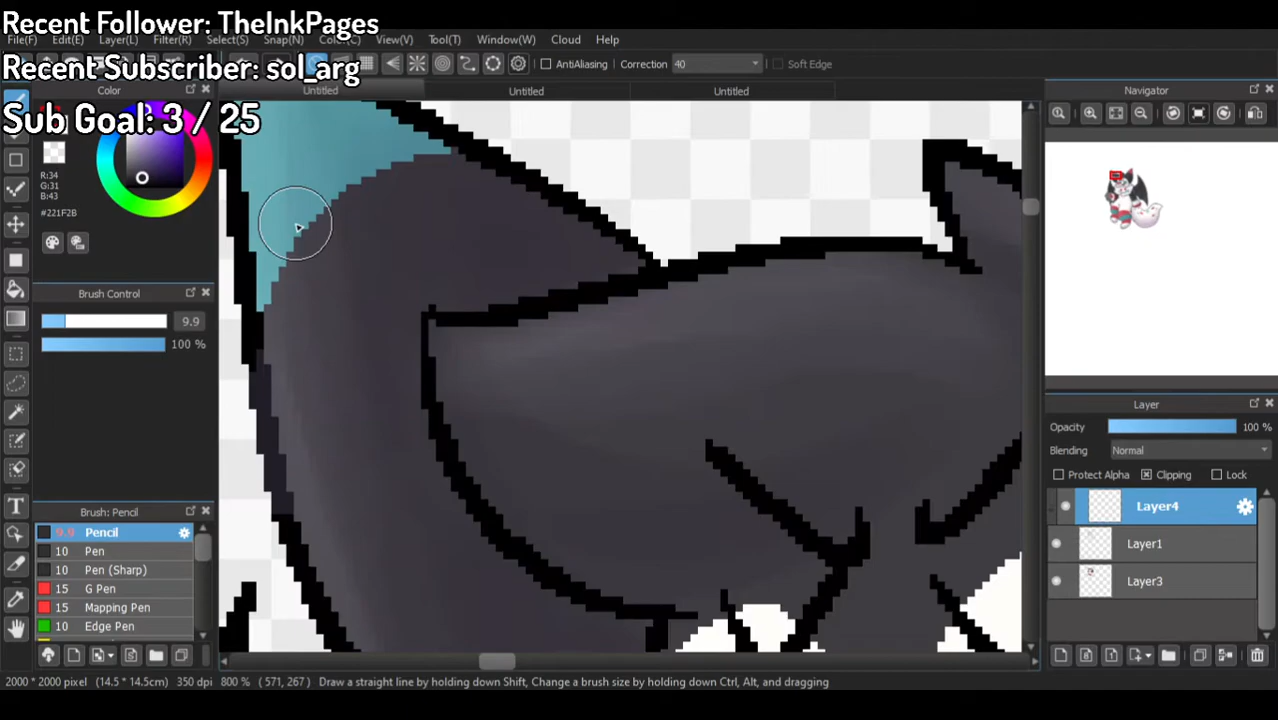 Recent Follower: TheInkPages
File(F) Edit(E) Layer(L) Filter(R) Select(S) Snap(N) Color(C) View(V) Tool(T) Window(W) Cloud Help
Recent Subscriber: sol_arg
AntiAliasing Correction 40 Soft Edge
Color Untitled Untitled Untitled Navigator
Sub Goal: 3 / 25
R:34
G:31
B:43
#221F2B
Brush Control
9.9
100 %
Layer
Opacity 100 %
Blending Normal
Protect Alpha Clipping Lock
Layer4
Layer1
Layer3
Brush: Pencil
9.9 Pencil
10 Pen
10 Pen (Sharp)
15 G Pen
15 Mapping Pen
10 Edge Pen
2000 * 2000 pixel (14.5 * 14.5cm) 350 dpi 800 % ( 571, 267 ) Draw a straight line by holding down Shift, Change a brush size by holding down Ctrl, Alt, and dragging